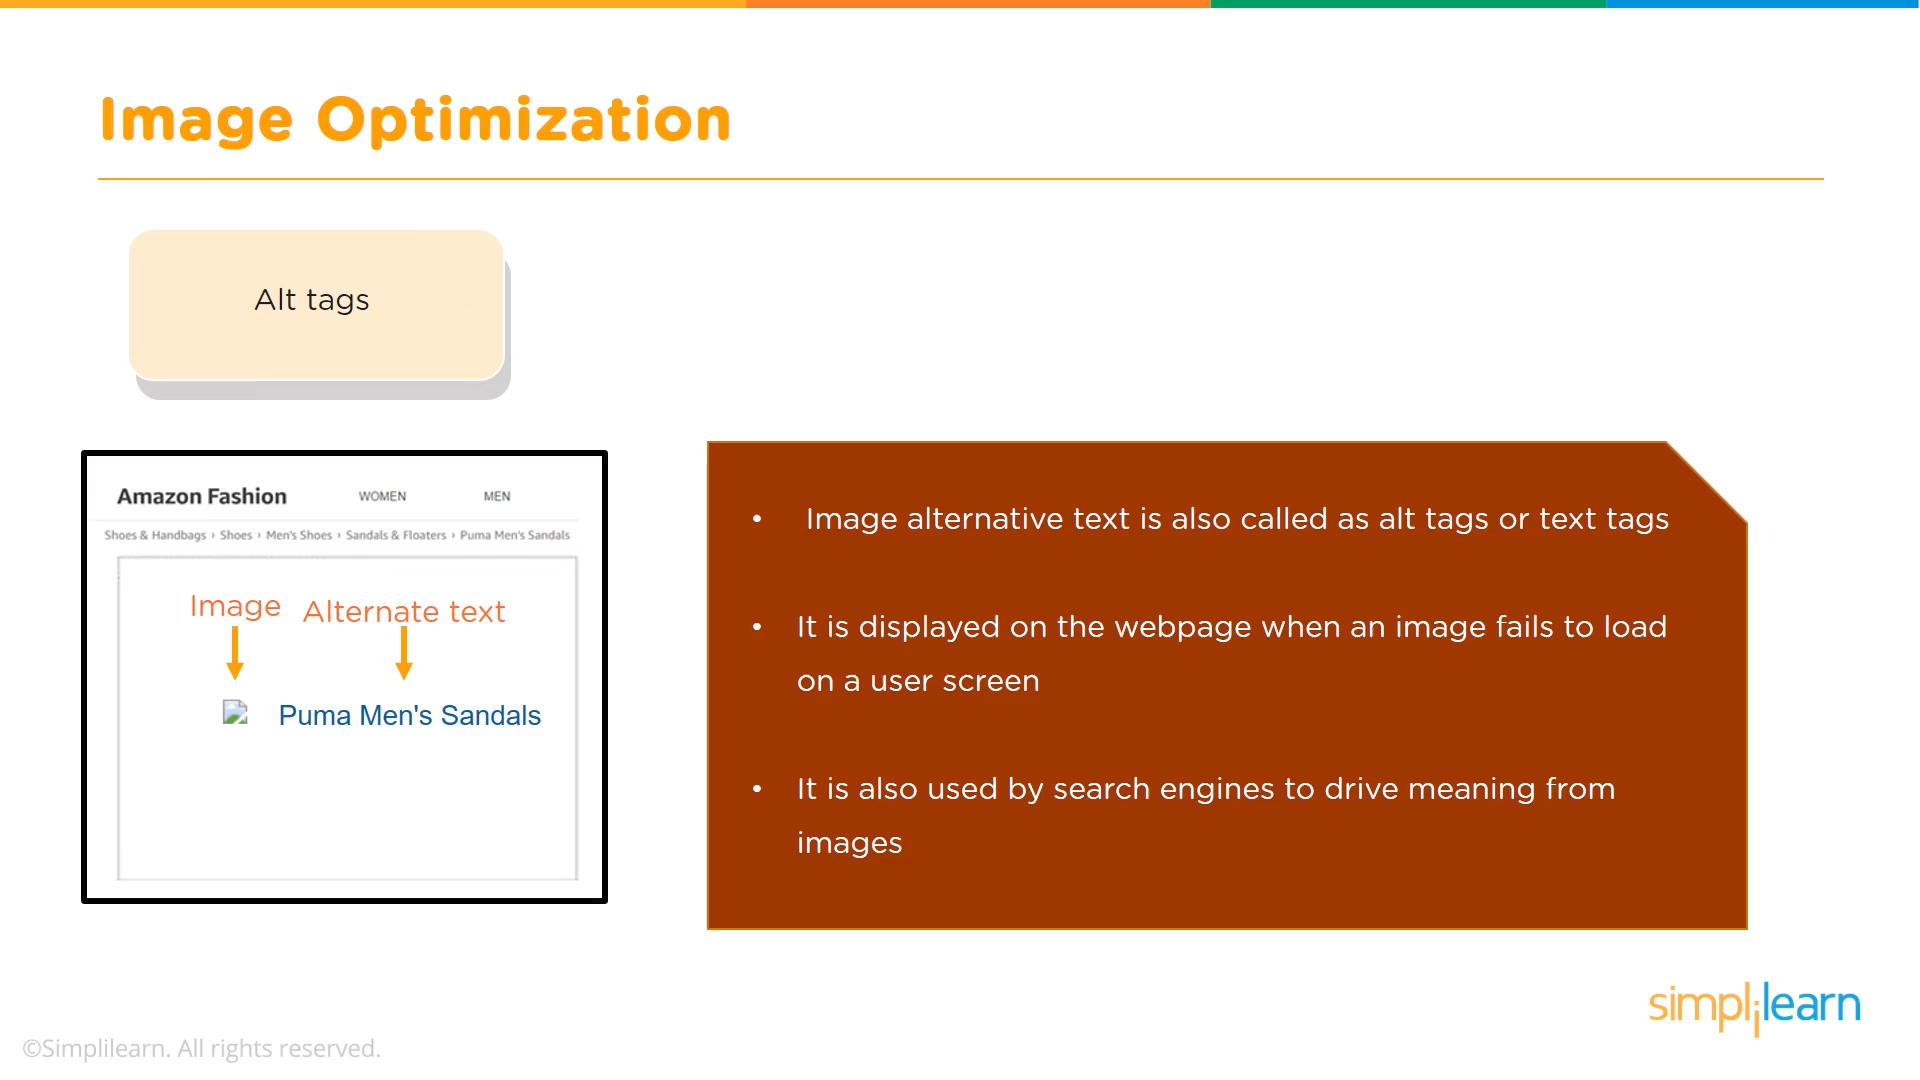 Image Optimization
Alt tags
Amazon Fashion WOMEN MEN
Shoes & Handbags › Shoes › Men's Shoes › Sandals & Floaters › Puma Men's Sandals
Image Alternate text
Puma Men's Sandals
• Image alternative text is also called as alt tags or text tags
• It is displayed on the webpage when an image fails to load
on a user screen
• It is also used by search engines to drive meaning from
images
simplilearn
©Simplilearn. All rights reserved.